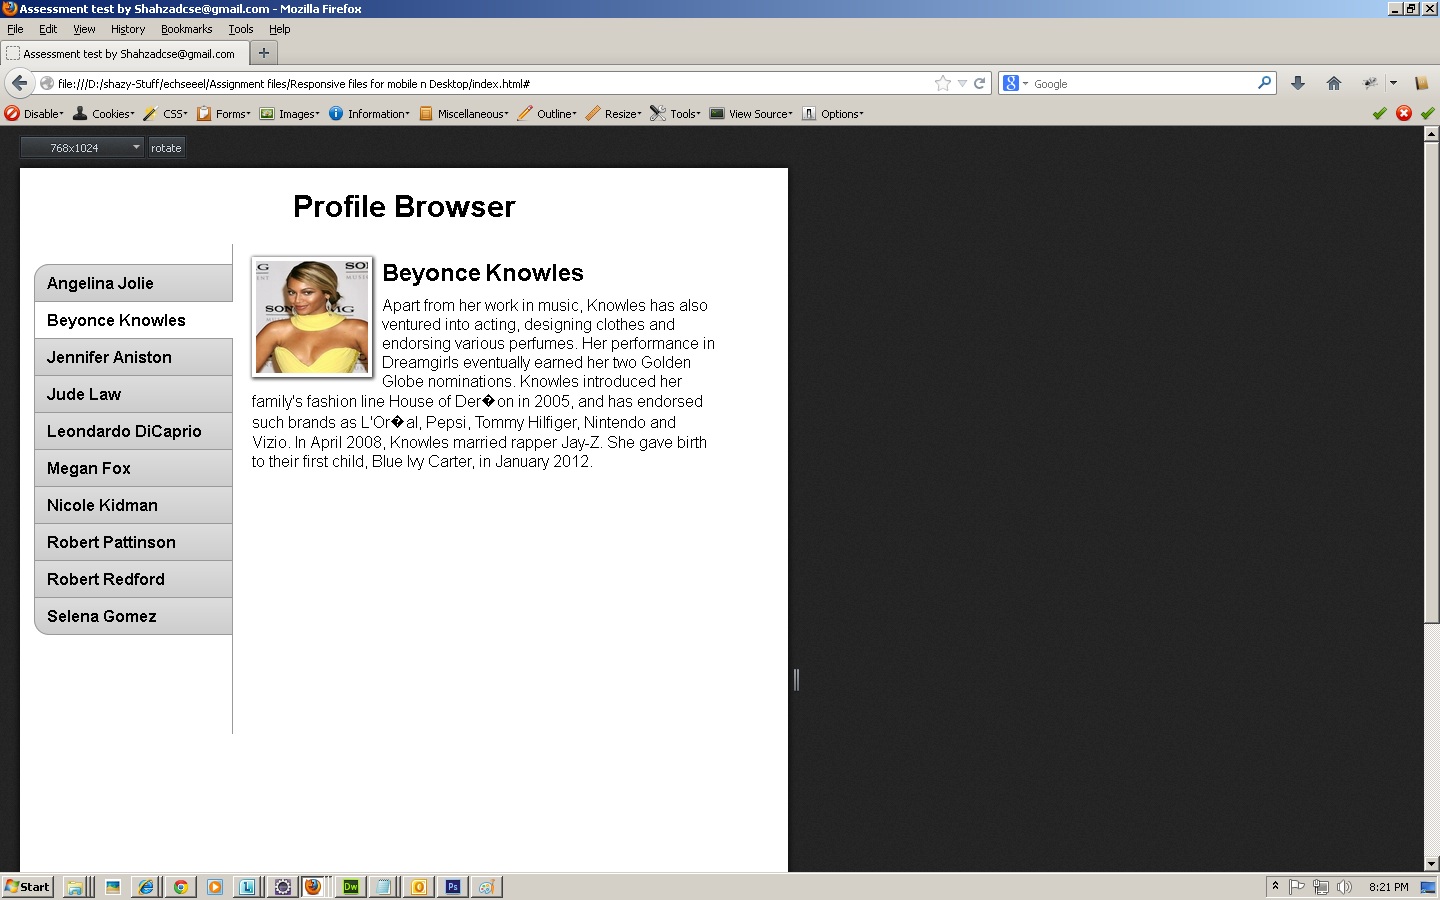 Assessment test by Shahzadcse@gmail.com - Mozilla Firefox
File Edit View History Bookmarks Tools Help
Assessment test by Shahzadcse@gmail.com
file:///D:/shazy-Stuff/echseeel/Assignment files/Responsive files for mobile n Desktop/index.html#
Google
Disable Cookies CSS Forms Images Information Miscellaneous Outline Resize Tools View Source Options
768x1024 rotate
Profile Browser
Angelina Jolie
Beyonce Knowles
Jennifer Aniston
Jude Law
Leondardo DiCaprio
Megan Fox
Nicole Kidman
Robert Pattinson
Robert Redford
Selena Gomez
Beyonce Knowles
Apart from her work in music, Knowles has also
ventured into acting, designing clothes and
endorsing various perfumes. Her performance in
Dreamgirls eventually earned her two Golden
Globe nominations. Knowles introduced her
family's fashion line House of Der�on in 2005, and has endorsed
such brands as L'Or�al, Pepsi, Tommy Hilfiger, Nintendo and
Vizio. In April 2008, Knowles married rapper Jay-Z. She gave birth
to their first child, Blue Ivy Carter, in January 2012.
Start
8:21 PM